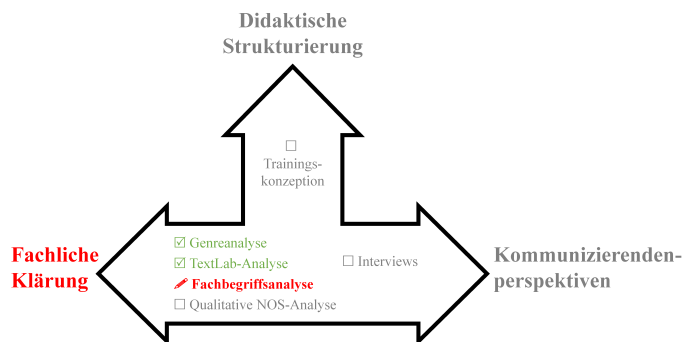 Didaktische
Strukturierung
☐
Trainings-
konzeption
Fachliche
Klärung
☑ Genreanalyse
☑ TextLab-Analyse
Fachbegriffsanalyse
☐ Qualitative NOS-Analyse
☐ Interviews
Kommunizierenden-
perspektiven